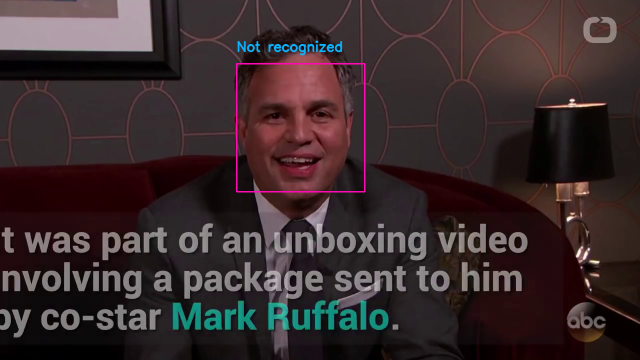 Not recognized
t was part of an unboxing video
nvolving a package sent to him
by co-star Mark Ruffalo.
abc